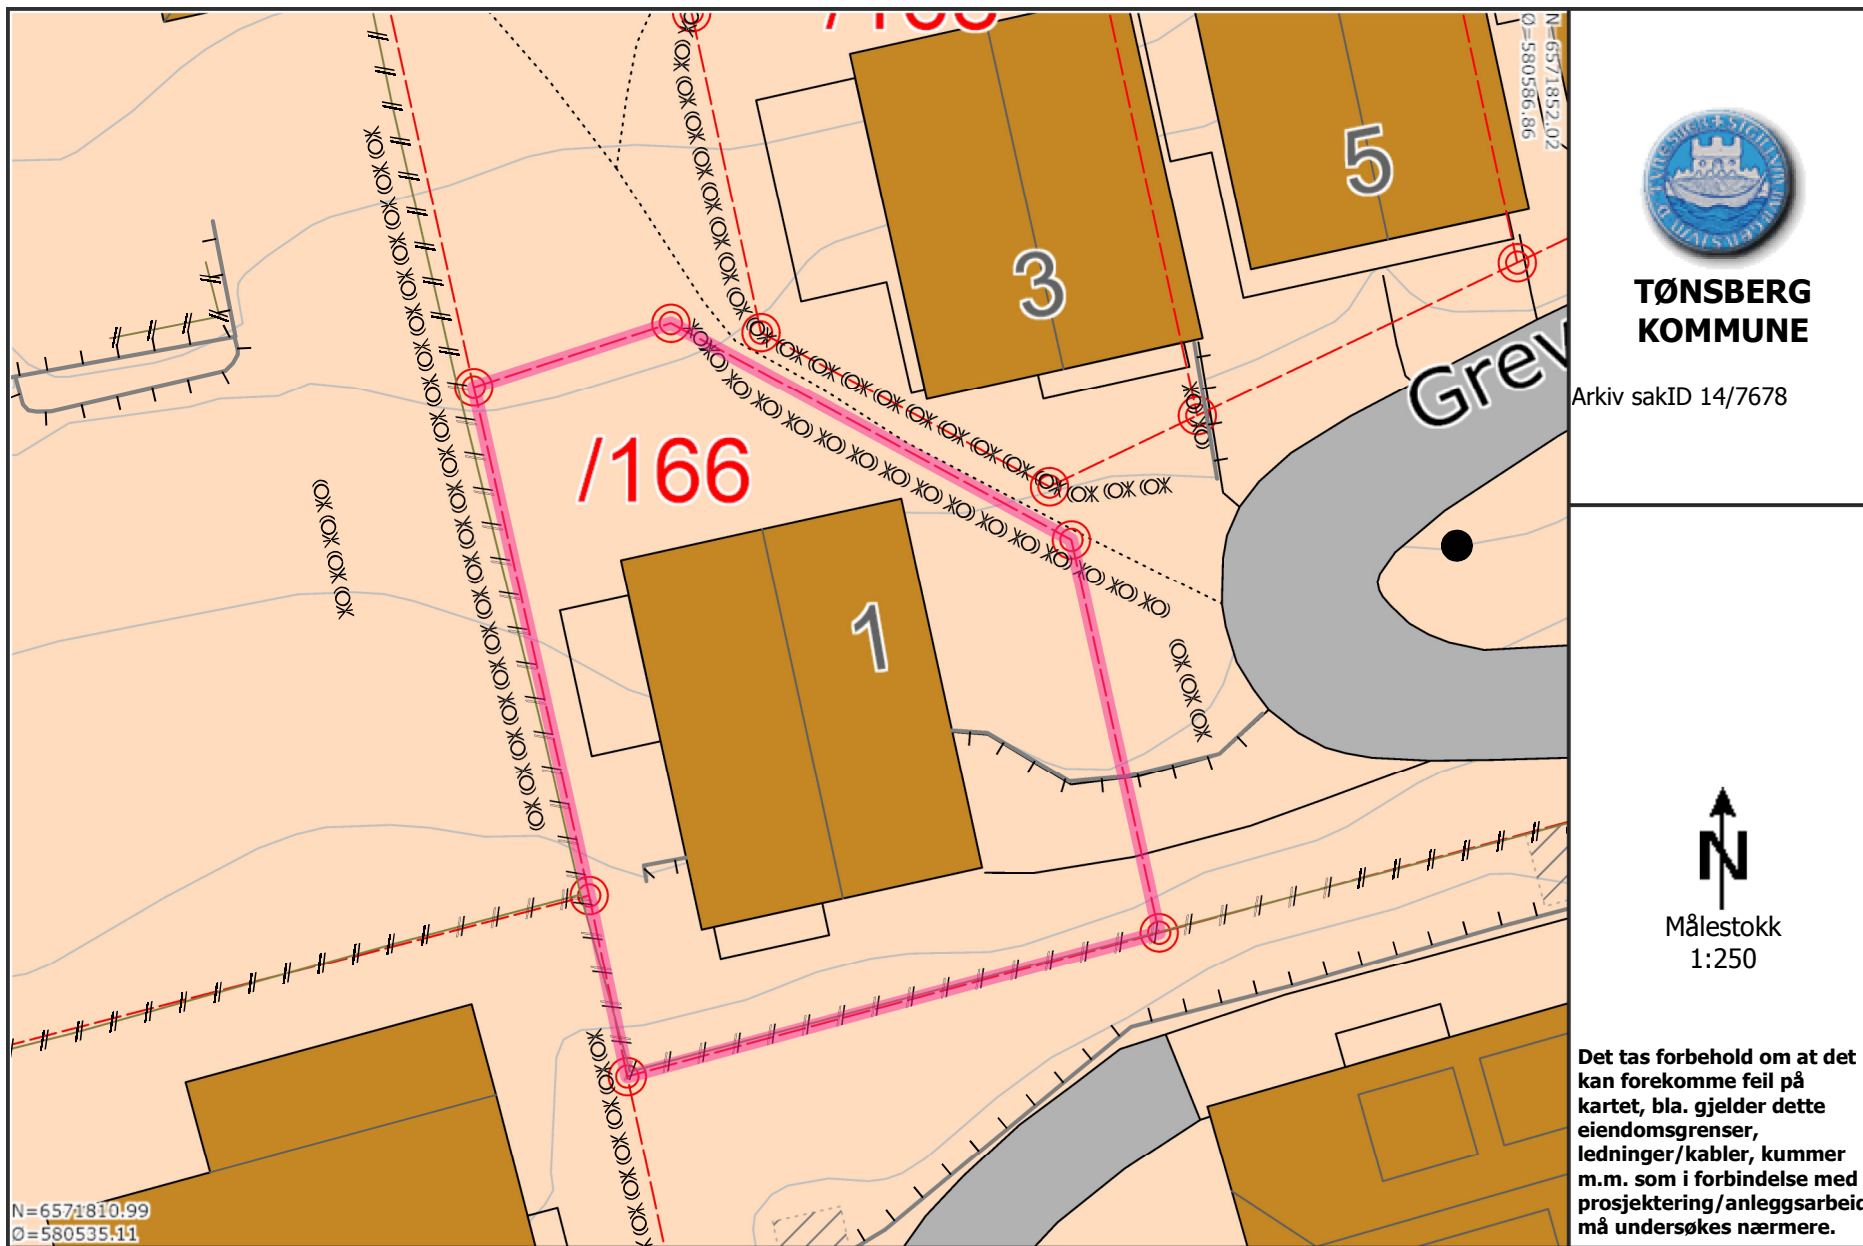 /166
1
3
5
N=6571852.02
Ø=580586.86
N=6571810.99
Ø=580535.11
TØNSBERG
KOMMUNE
Arkiv sakID 14/7678
N
Målestokk
1:250
Det tas forbehold om at det
kan forekomme feil på
kartet, bla. gjelder dette
eiendomsgrenser,
ledninger/kabler, kummer
m.m. som i forbindelse med
prosjektering/anleggsarbeid
må undersøkes nærmere.